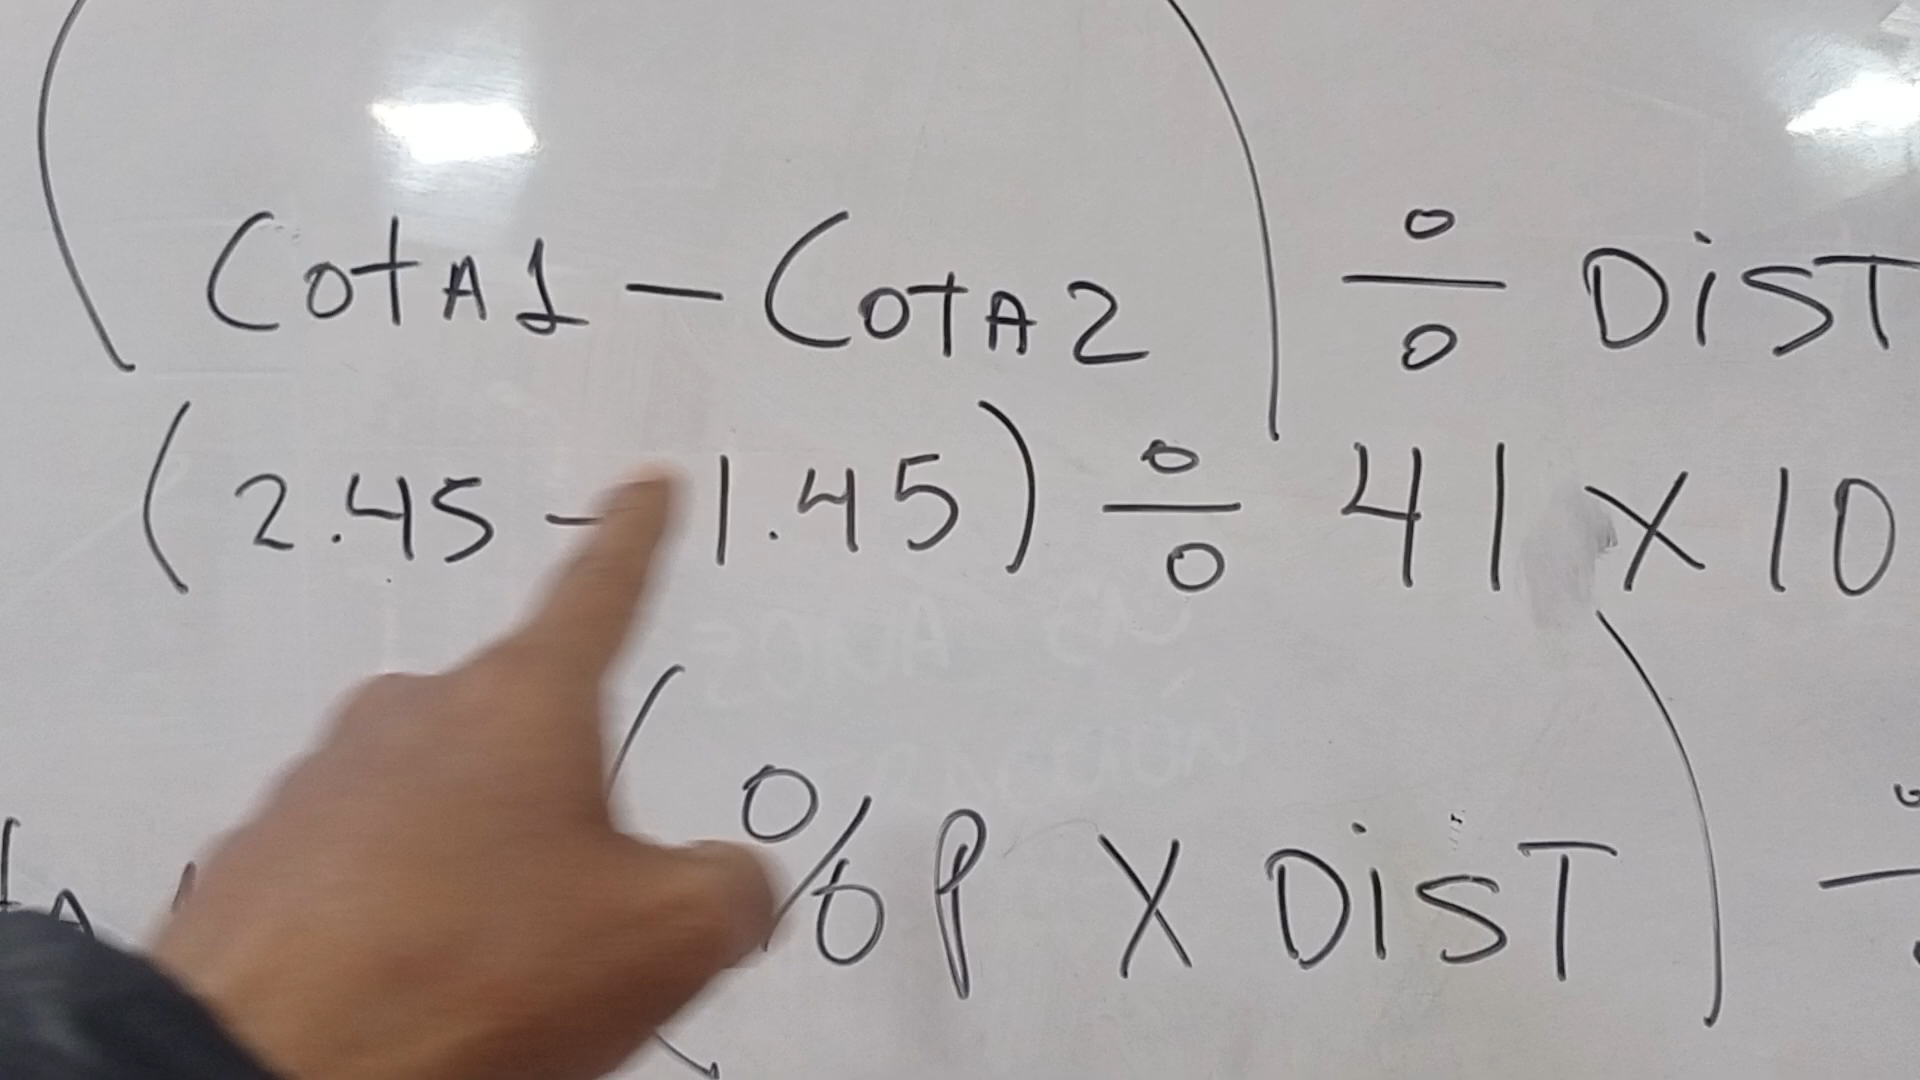 (CotA1 - CotA2) ÷ DiST
(2.45 - 1.45) ÷ 41 X 10
(%P X DiST)